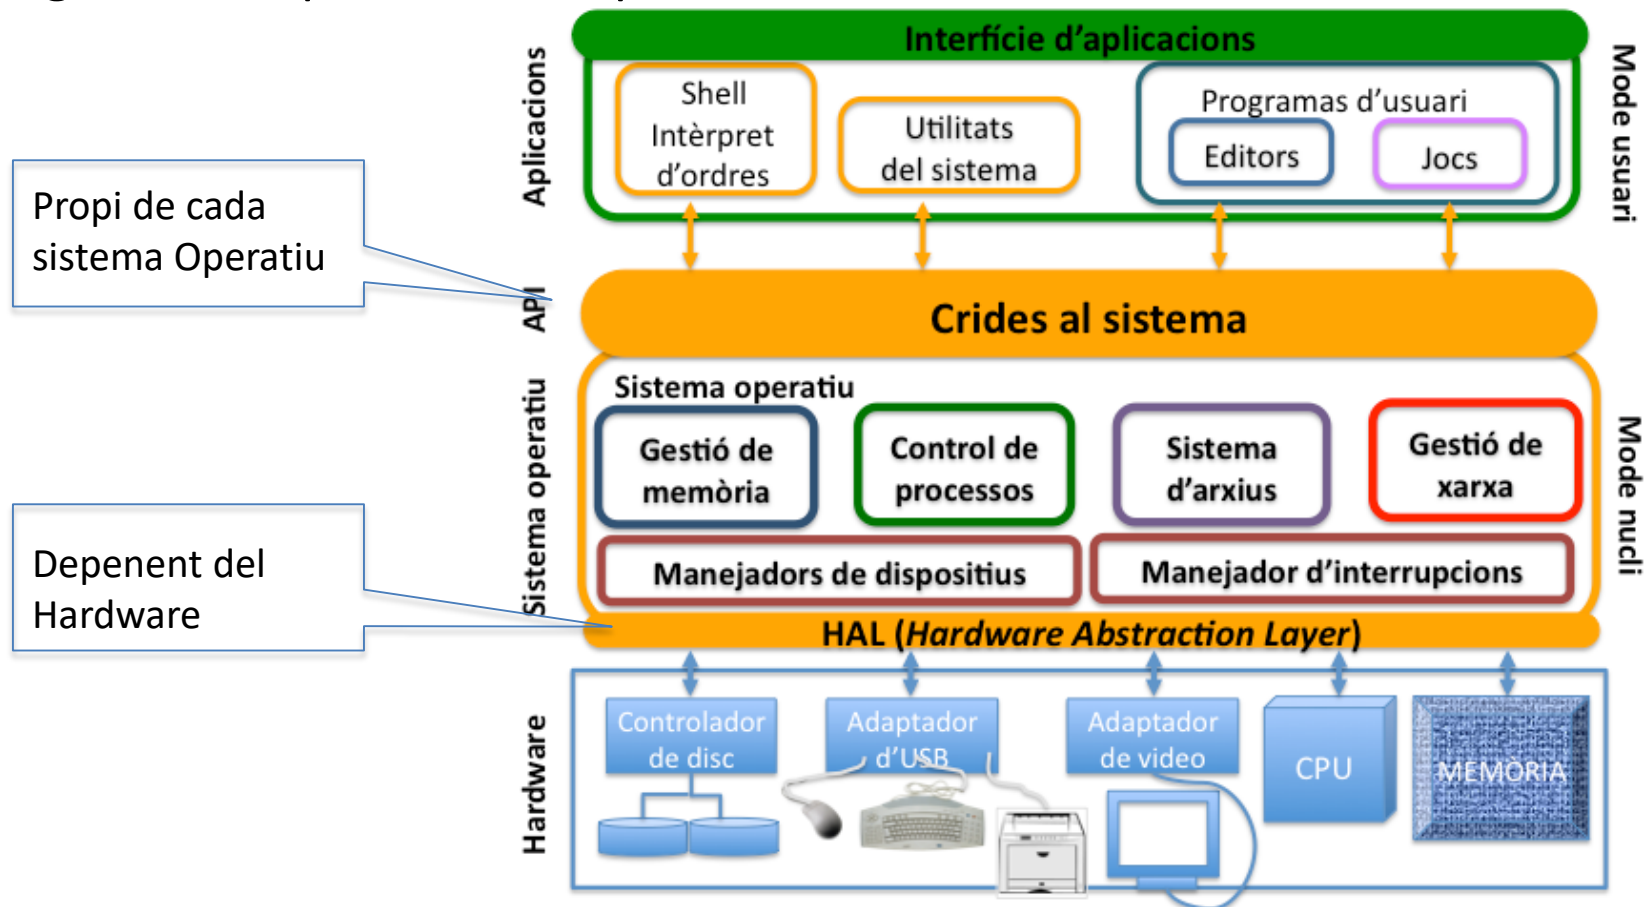 Interfície d'aplicacions
Aplicacions
Mode usuari
Shell
Intèrpret
d'ordres
Utilitats
del sistema
Programas d'usuari
Editors
Jocs
Propi de cada
sistema Operatiu
API
Crides al sistema
Sistema operatiu
Sistema operatiu
Mode nucli
Gestió de
memòria
Control de
processos
Sistema
d'arxius
Gestió de
xarxa
Manejadors de dispositius
Manejador d'interrupcions
Depenent del
Hardware
HAL (Hardware Abstraction Layer)
Hardware
Controlador
de disc
Adaptador
d'USB
Adaptador
de video
CPU
MEMÒRIA